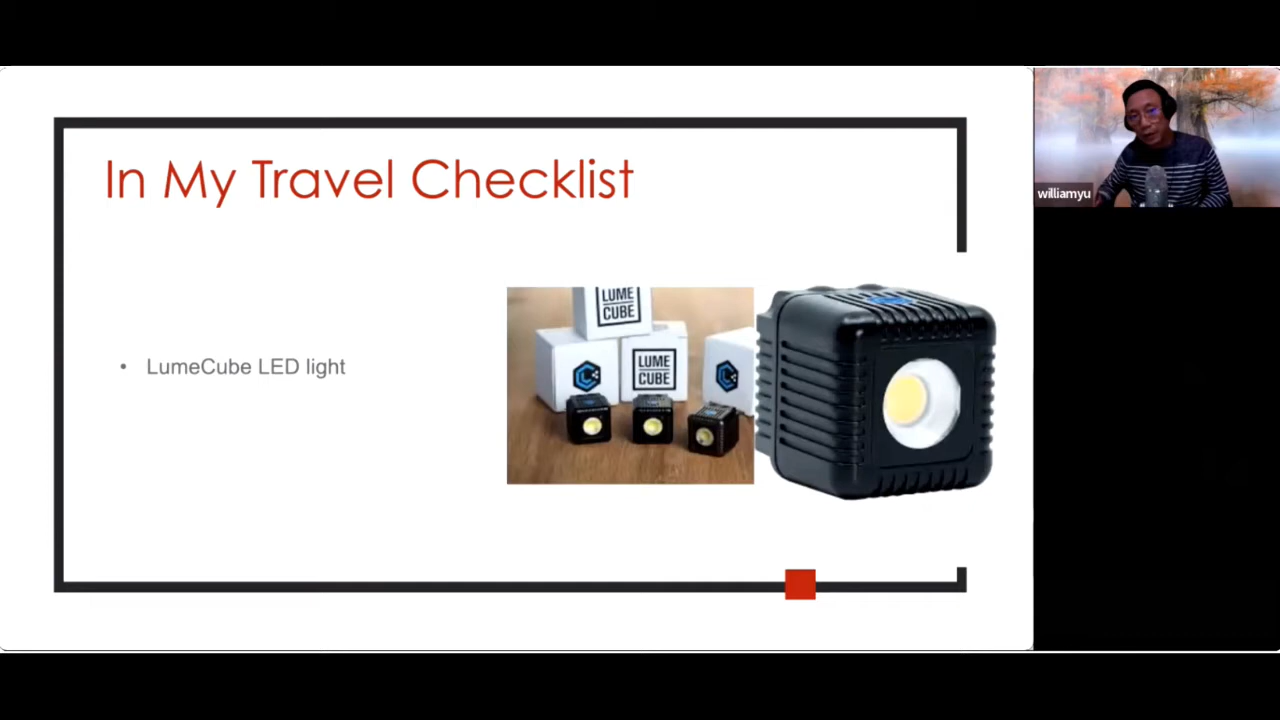 In My Travel Checklist
• LumeCube LED light
LUME
CUBE
LUME
CUBE
williamyu